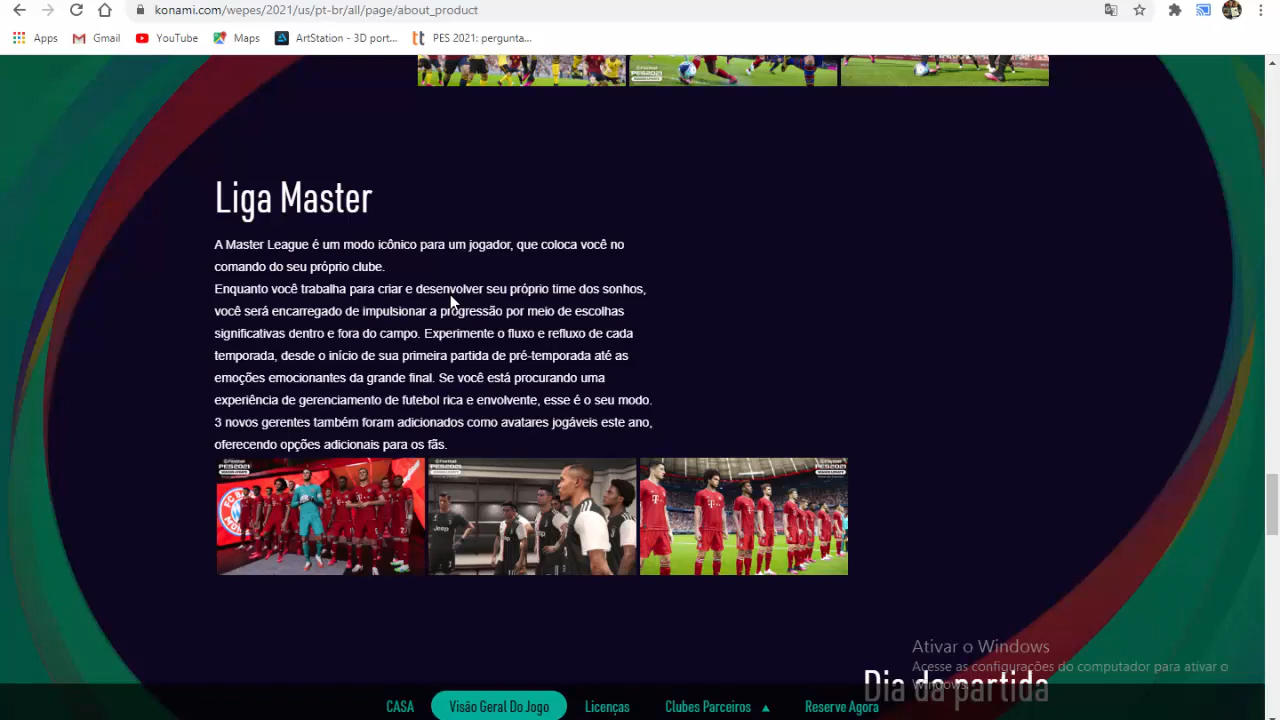 konami.com/wepes/2021/us/pt-br/all/page/about_product
Apps Gmail YouTube Maps ArtStation - 3D port... PES 2021: pergunta...
Liga Master
A Master League é um modo icônico para um jogador, que coloca você no
comando do seu próprio clube.
Enquanto você trabalha para criar e desenvolver seu próprio time dos sonhos,
você será encarregado de impulsionar a progressão por meio de escolhas
significativas dentro e fora do campo. Experimente o fluxo e refluxo de cada
temporada, desde o início de sua primeira partida de pré-temporada até as
emoções emocionantes da grande final. Se você está procurando uma
experiência de gerenciamento de futebol rica e envolvente, esse é o seu modo.
3 novos gerentes também foram adicionados como avatares jogáveis este ano,
oferecendo opções adicionais para os fãs.
PES2021
PES2021
PES2021
Jeep
Ativar o Windows
Acesse as configurações do computador para ativar o
Windows.
Dia da partida
CASA Visão Geral Do Jogo Licenças Clubes Parceiros ▲ Reserve Agora